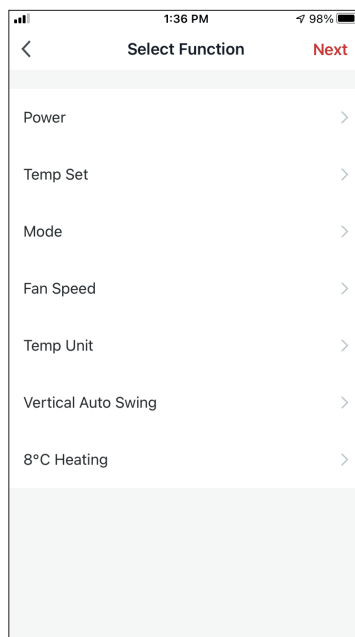 1:36 PM 98%
Select Function Next
Power
Temp Set
Mode
Fan Speed
Temp Unit
Vertical Auto Swing
8°C Heating